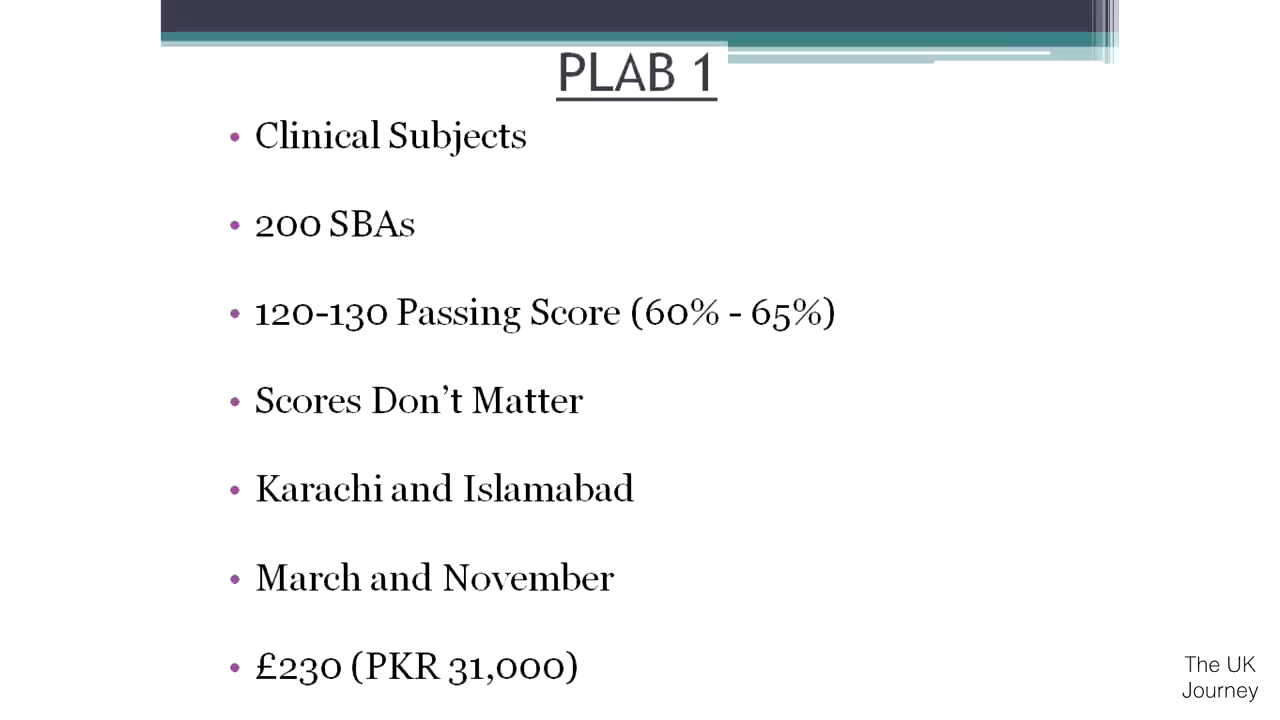 PLAB 1
• Clinical Subjects
• 200 SBAs
• 120-130 Passing Score (60% - 65%)
• Scores Don’t Matter
• Karachi and Islamabad
• March and November
• £230 (PKR 31,000)
The UK
Journey